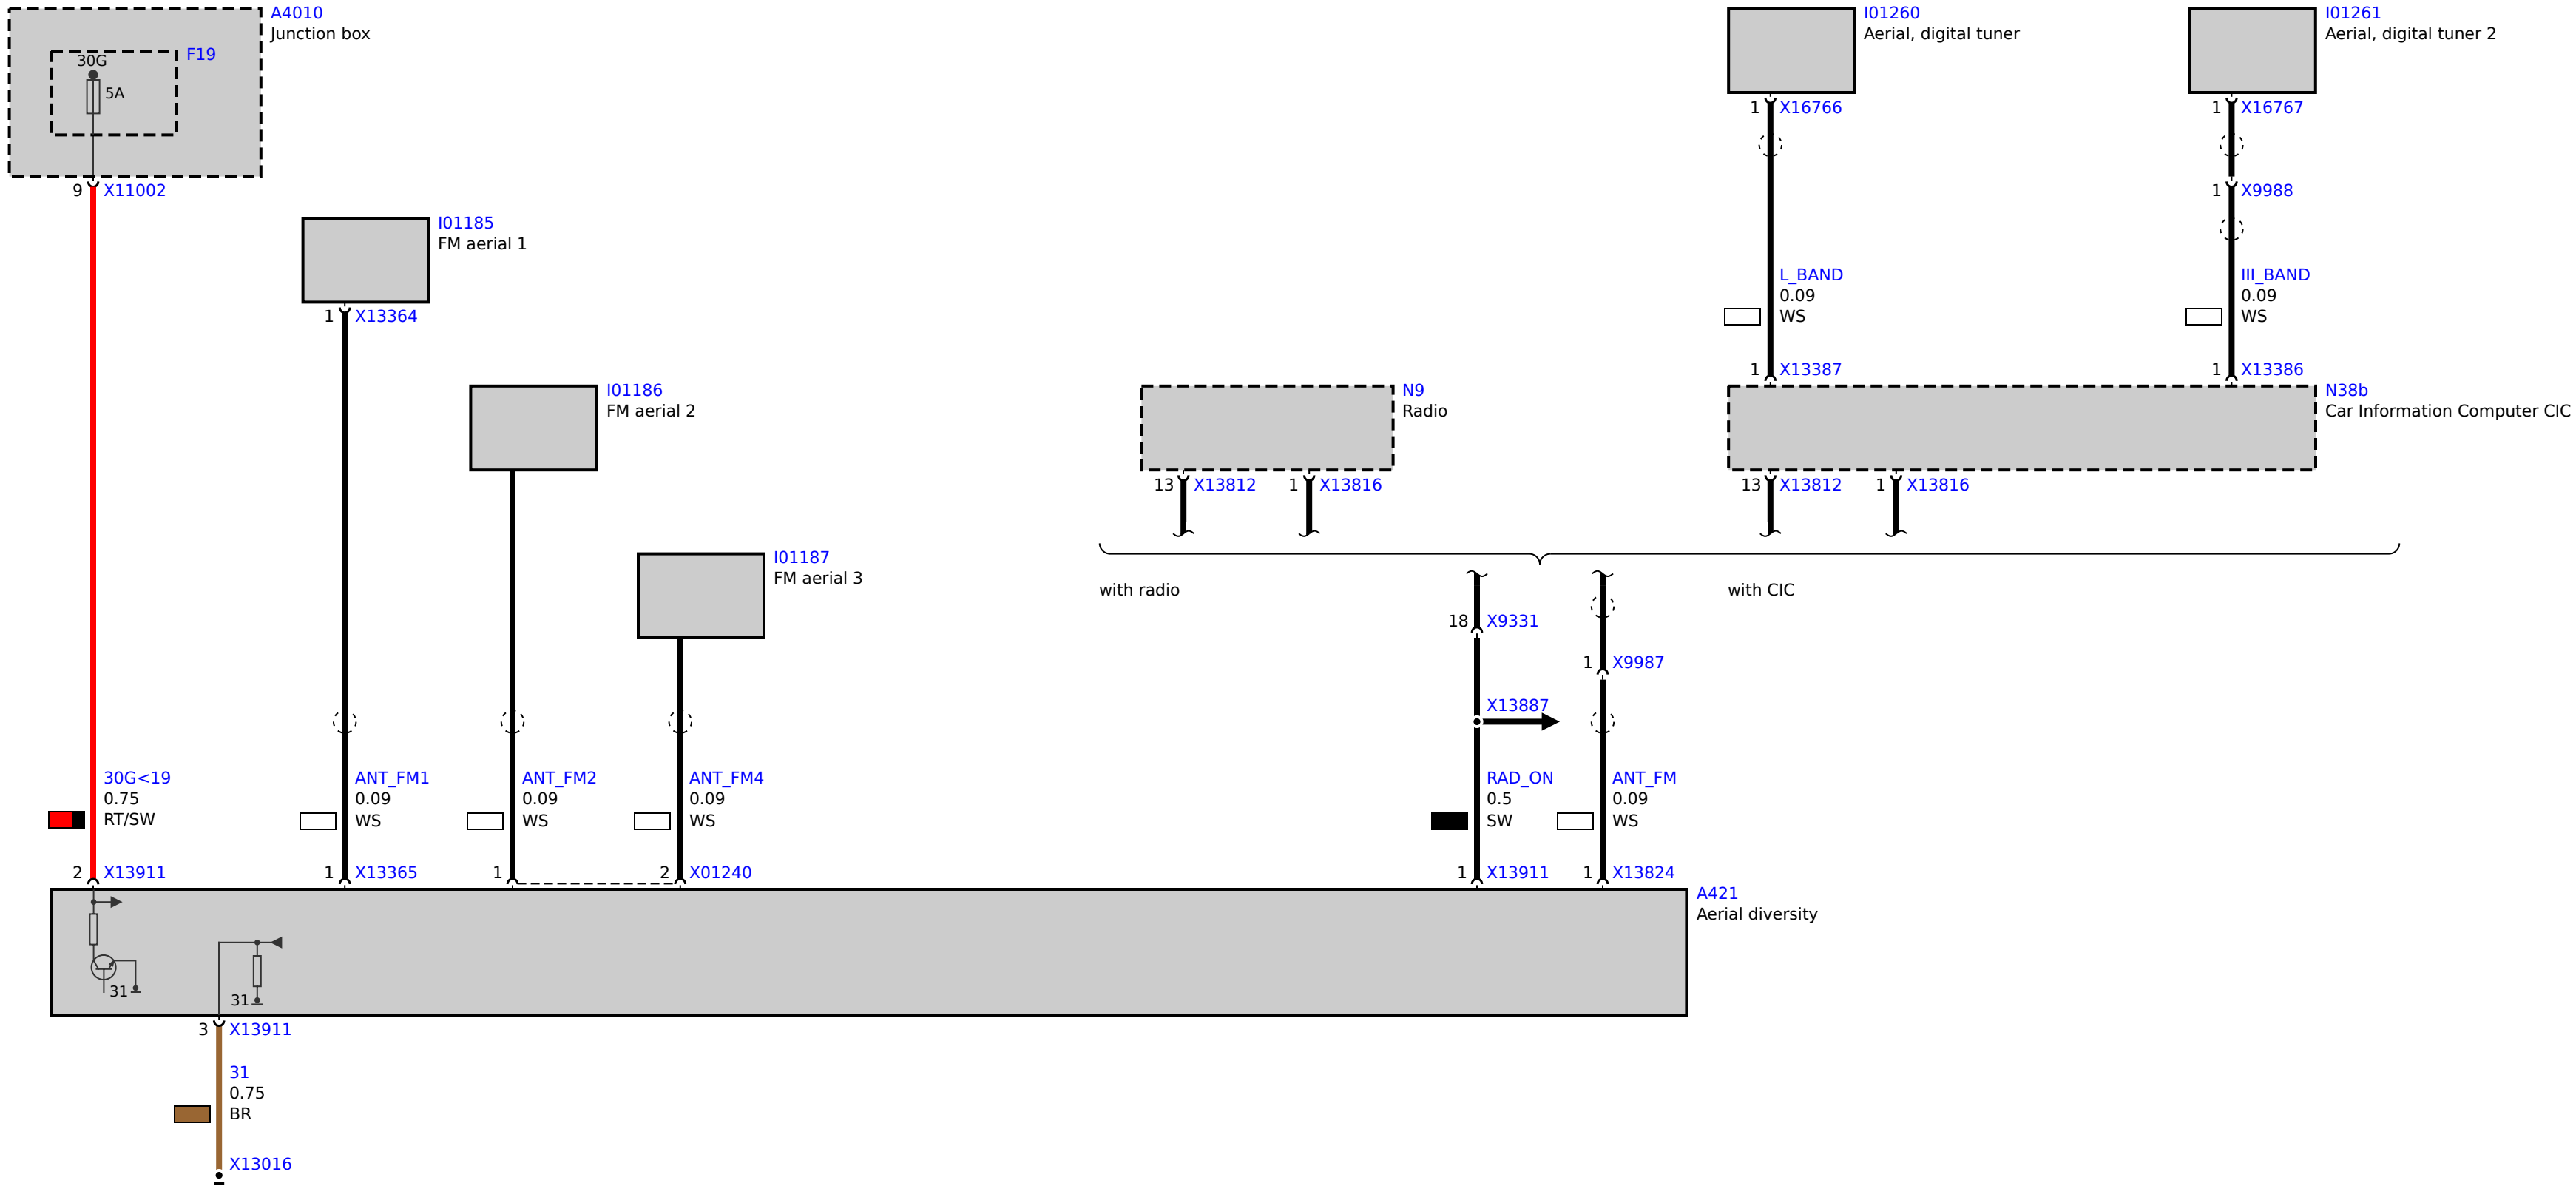 A4010
Junction box
F19
30G
5A
9 X11002
I01185
FM aerial 1
1 X13364
I01186
FM aerial 2
I01187
FM aerial 3
N9
Radio
13 X13812
1 X13816
I01260
Aerial, digital tuner
1 X16766
L_BAND
0.09
WS
1 X13387
I01261
Aerial, digital tuner 2
1 X16767
1 X9988
III_BAND
0.09
WS
1 X13386
N38b
Car Information Computer CIC
13 X13812
1 X13816
with radio
with CIC
18 X9331
1 X9987
X13887
30G<19
0.75
RT/SW
2 X13911
ANT_FM1
0.09
WS
1 X13365
ANT_FM2
0.09
WS
1
ANT_FM4
0.09
WS
2 X01240
RAD_ON
0.5
SW
1 X13911
ANT_FM
0.09
WS
1 X13824
A421
Aerial diversity
31
31
3 X13911
31
0.75
BR
X13016